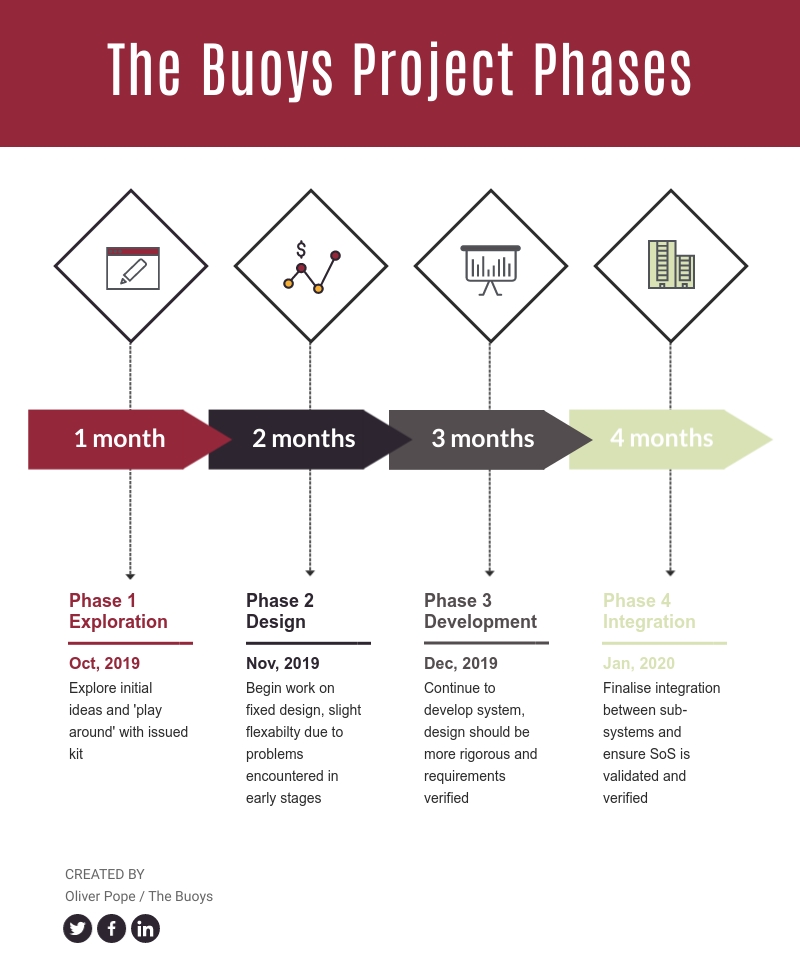 The Buoys Project Phases
$
1 month
2 months
3 months
4 months
Phase 1
Exploration
Oct, 2019
Explore initial
ideas and 'play
around' with issued
kit
Phase 2
Design
Nov, 2019
Begin work on
fixed design, slight
flexabilty due to
problems
encountered in
early stages
Phase 3
Development
Dec, 2019
Continue to
develop system,
design should be
more rigorous and
requirements
verified
Phase 4
Integration
Jan, 2020
Finalise integration
between sub-
systems and
ensure SoS is
validated and
verified
CREATED BY
Oliver Pope / The Buoys
f in